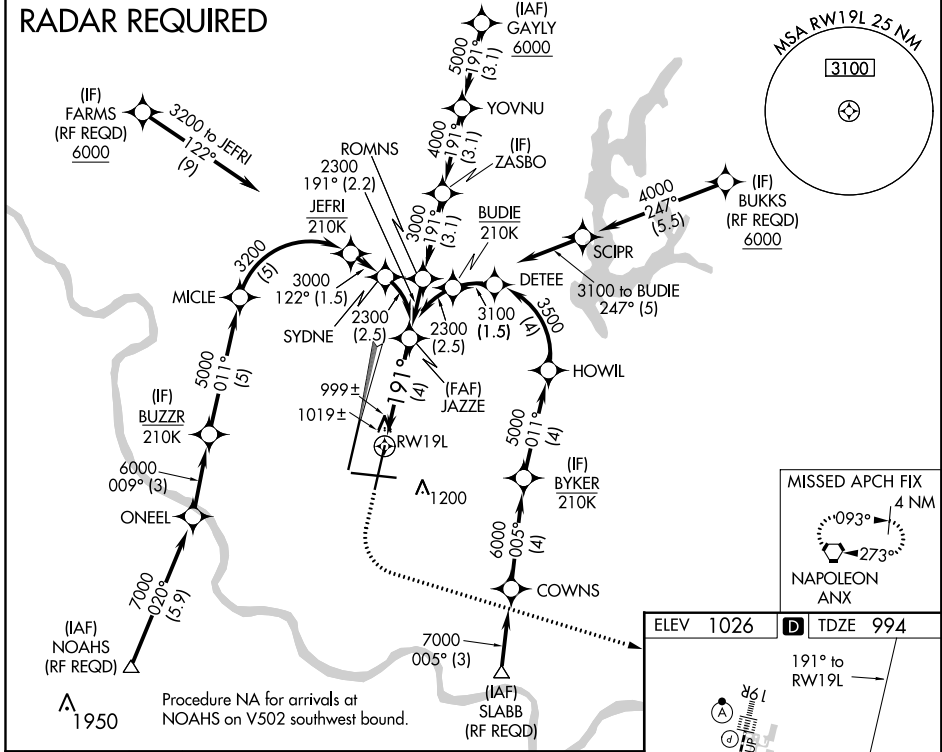 RADAR REQUIRED
(IAF)
GAYLY
6000
5000
191°
(3.1)
YOVNU
4000
191°
(3.1)
(IF)
ZASBO
3000
191°
(3.1)
ROMNS
2300
191° (2.2)
(IF)
FARMS
(RF REQD)
6000
3200 to JEFRI
122°
(9)
JEFRI
210K
3200
(5)
MICLE
3000
122° (1.5)
SYDNE
2300
(2.5)
BUDIE
210K
2300
(2.5)
3100
(1.5)
DETEE
3500
(4)
HOWIL
SCIPR
4000
247°
(5.5)
(IF)
BUKKS
(RF REQD)
6000
3100 to BUDIE
247° (5)
MSA RW19L 25 NM
3100
5000
011°
(5)
(IF)
BUZZR
210K
6000
009° (3)
ONEEL
7000
020°
(5.9)
(IAF)
NOAHS
(RF REQD)
1950
Procedure NA for arrivals at
NOAHS on V502 southwest bound.
999±
1019±
191°
(4)
(FAF)
JAZZE
RW19L
1200
5000
011°
(4)
(IF)
BYKER
210K
6000
005°
(4)
COWNS
7000
005° (3)
(IAF)
SLABB
(RF REQD)
MISSED APCH FIX
4 NM
093°
273°
NAPOLEON
ANX
ELEV 1026 D TDZE 994
191° to
RW19L
19R
A
P
UP